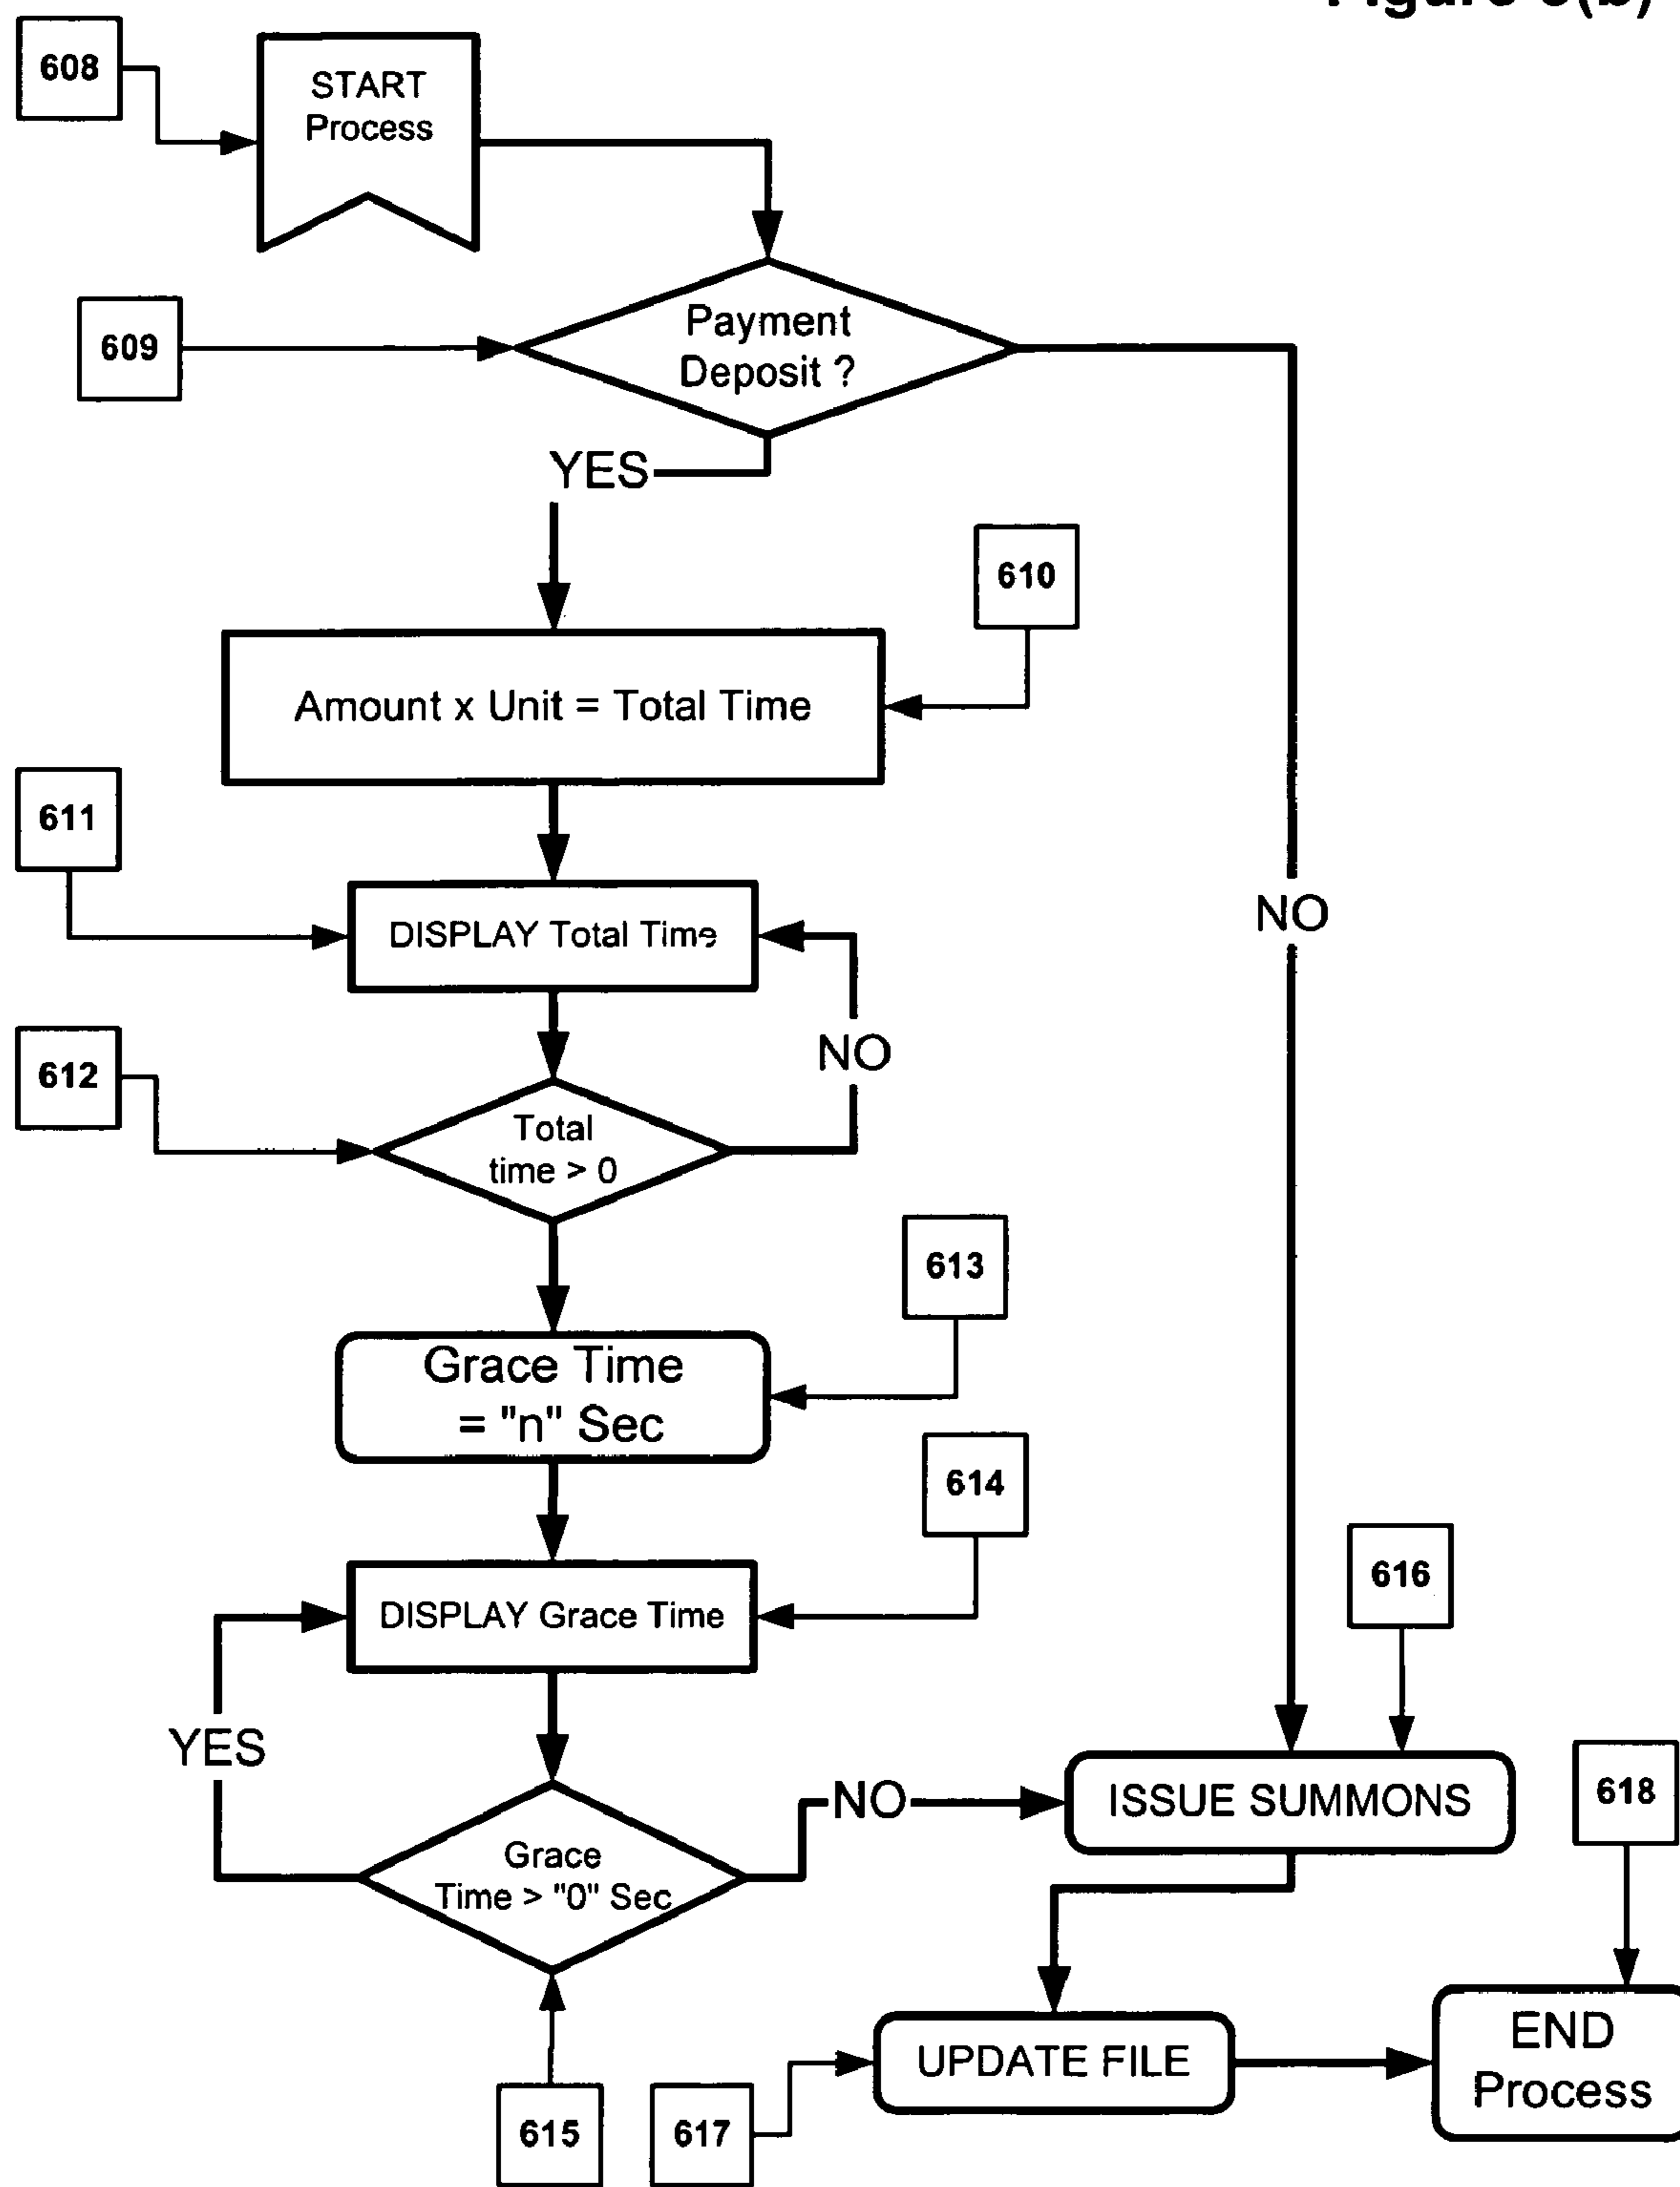 608
START
Process
609
Payment
Deposit ?
YES
610
Amount x Unit = Total Time
611
DISPLAY Total Time
NO
NO
612
Total
time > 0
613
Grace Time
= "n" Sec
614
DISPLAY Grace Time
616
YES
NO
ISSUE SUMMONS
618
Grace
Time > "0" Sec
UPDATE FILE
END
Process
615
617